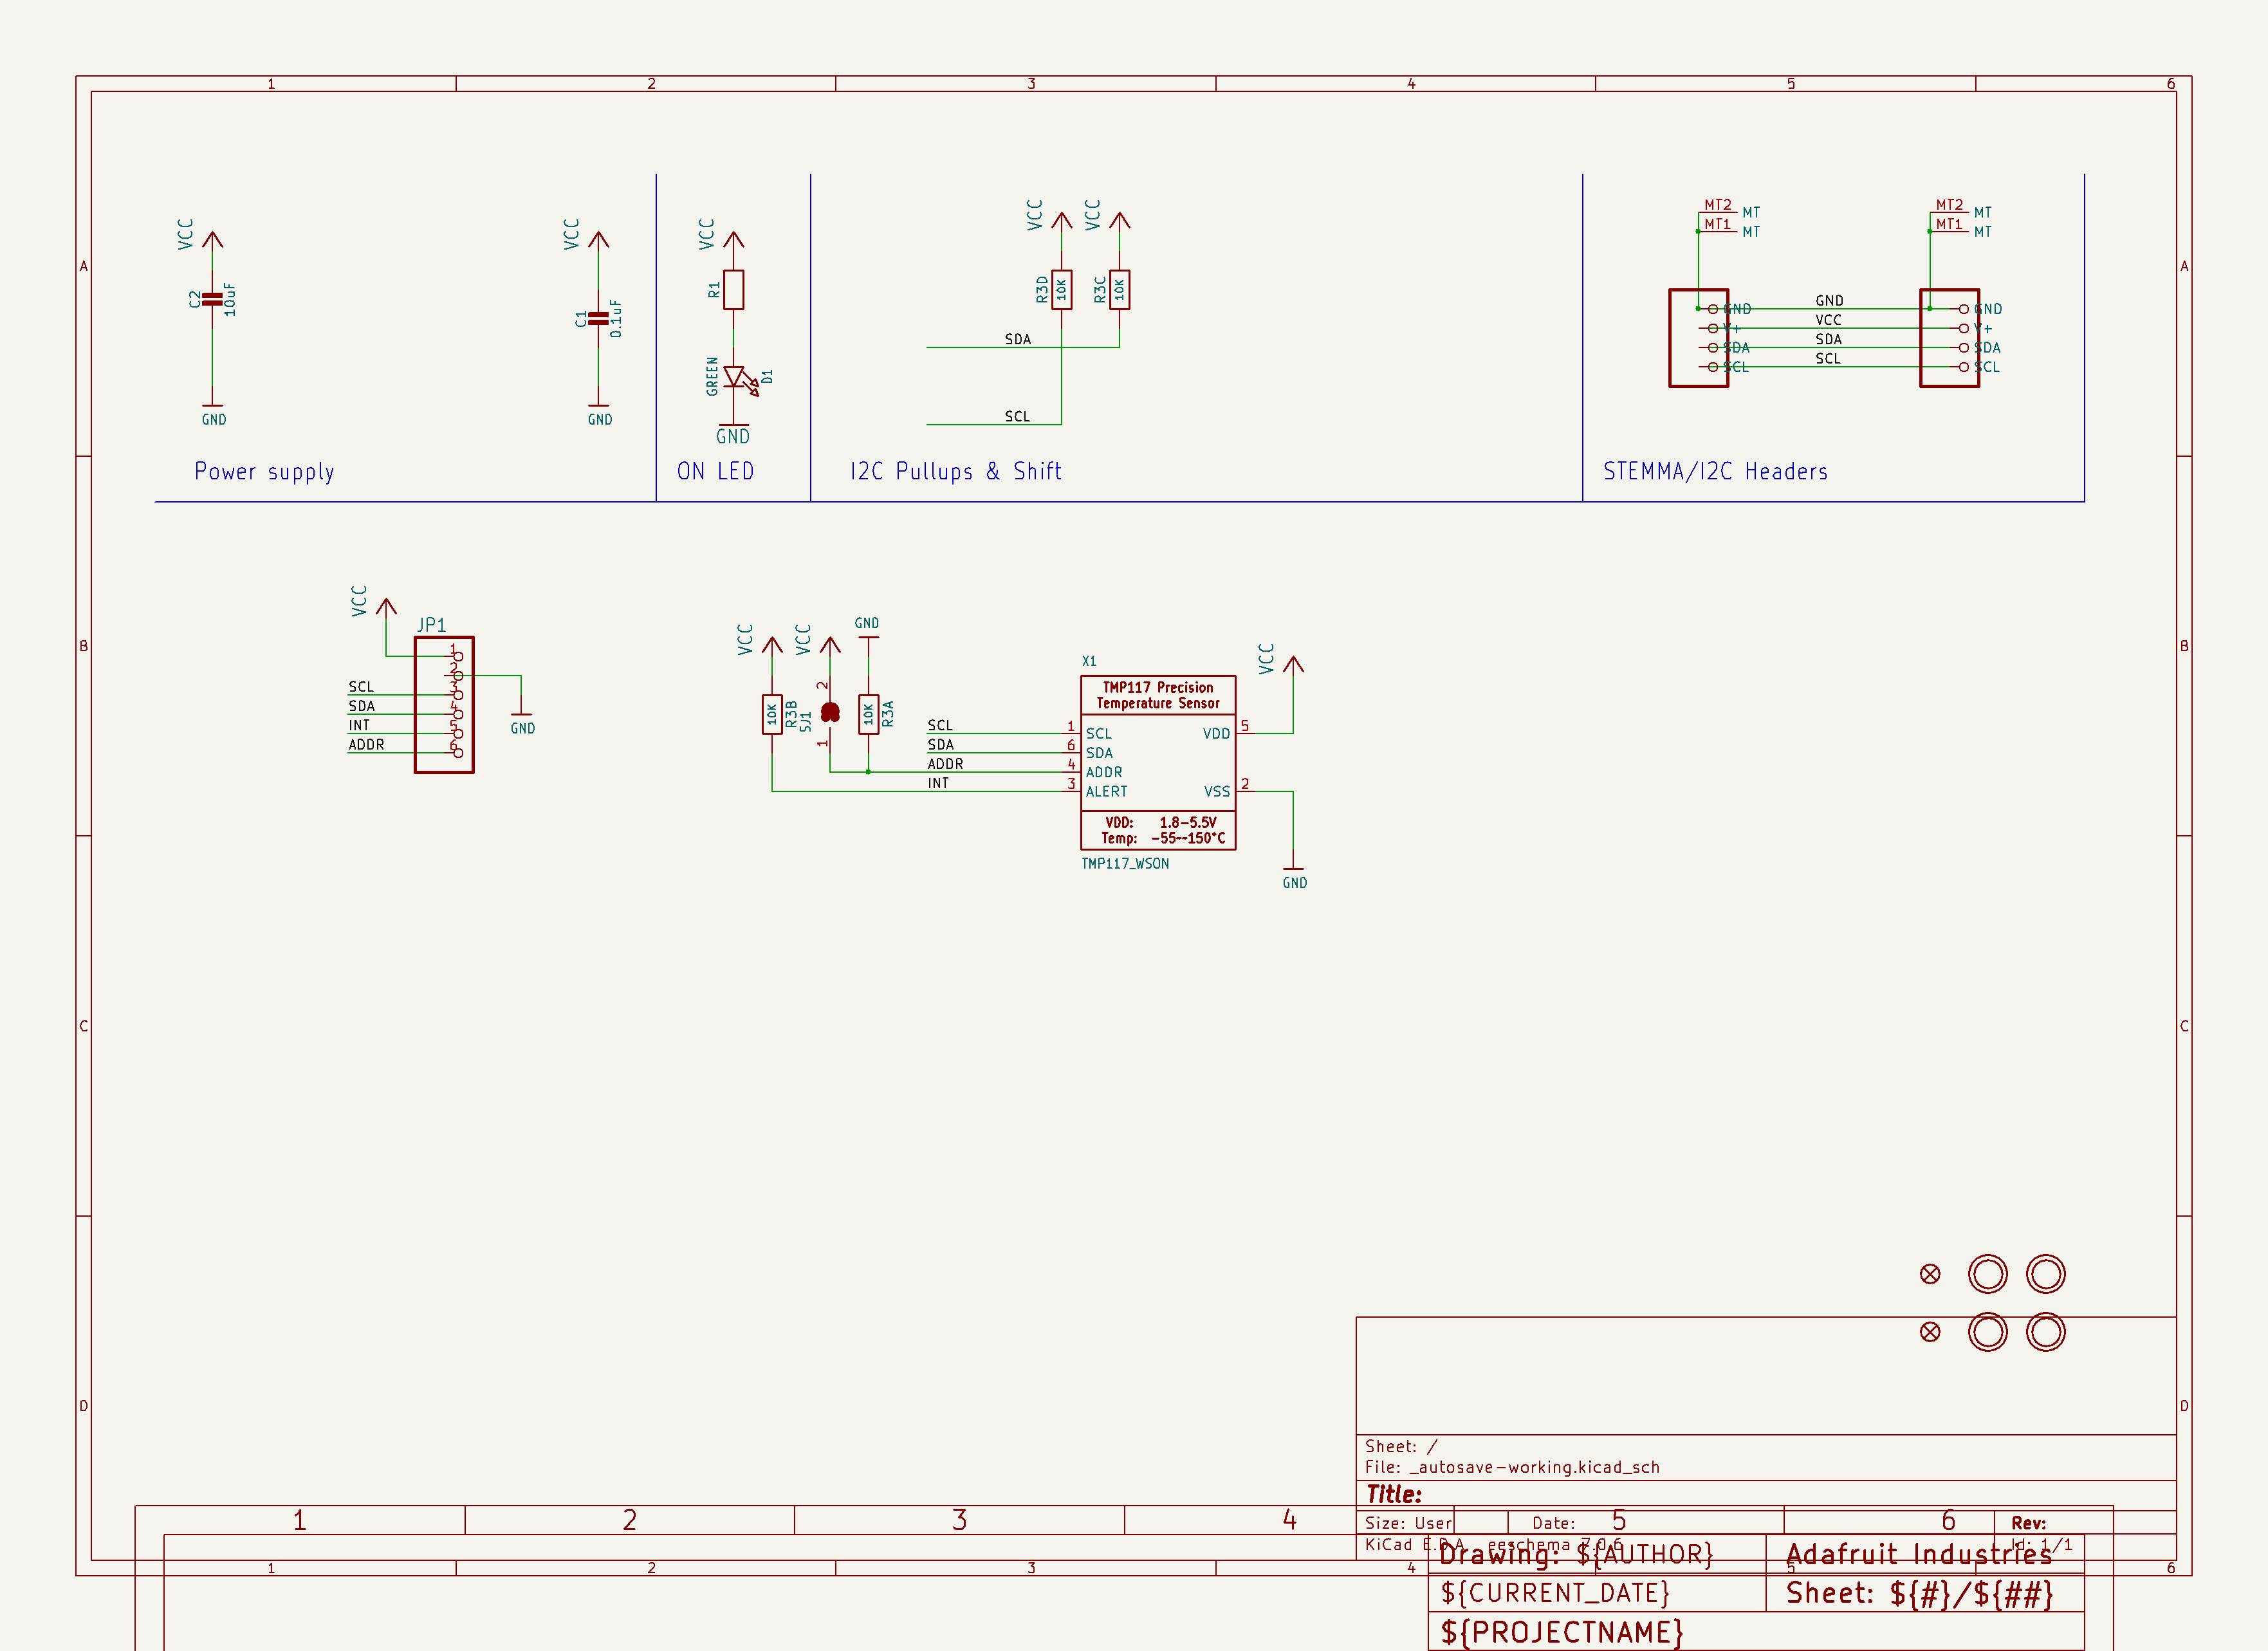 1 2 3 4 5 6
A A
VCC
C2
10uF
GND
VCC
C1
0.1uF
GND
Power supply
VCC
R1
GREEN
D1
GND
ON LED
VCC VCC
R3D 10K
R3C 10K
SDA
SCL
I2C Pullups & Shift
MT2 MT
MT1 MT
MT2 MT
MT1 MT
GND GND GND
V+ VCC V+
SDA SDA SDA
SCL SCL SCL
STEMMA/I2C Headers
B B
VCC
JP1
1
2
SCL 3
SDA 4
INT 5
ADDR 6
GND
VCC VCC GND
10K R3B
SJ1
2
1
10K R3A
SCL
SDA
ADDR
INT
X1
TMP117 Precision
Temperature Sensor
1 SCL VDD 5
6 SDA
4 ADDR
3 ALERT VSS 2
VDD: 1.8-5.5V
Temp: -55--150°C
TMP117_WSON
VCC
GND
C C
D D
Sheet: /
File: _autosave-working.kicad_sch
Title:
Size: User Date: Rev:
KiCad E.D.A. eeschema 7.0.6 Id: 1/1
1 2 3 4 5 6
Drawing: ${AUTHOR} Adafruit Industries
1 2 3 4 5 6
${CURRENT_DATE} Sheet: ${#}/${##}
${PROJECTNAME}